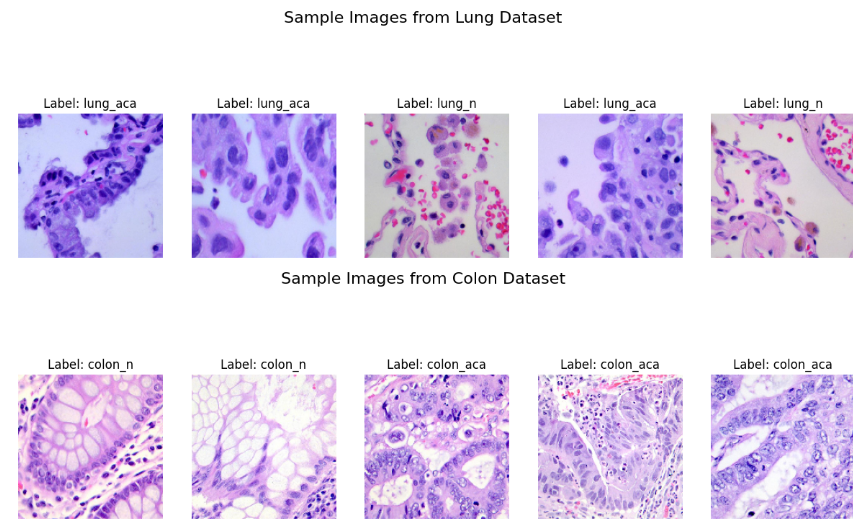 Sample Images from Lung Dataset
Label: lung_aca
Label: lung_aca
Label: lung_n
Label: lung_aca
Label: lung_n
Sample Images from Colon Dataset
Label: colon_n
Label: colon_n
Label: colon_aca
Label: colon_aca
Label: colon_aca